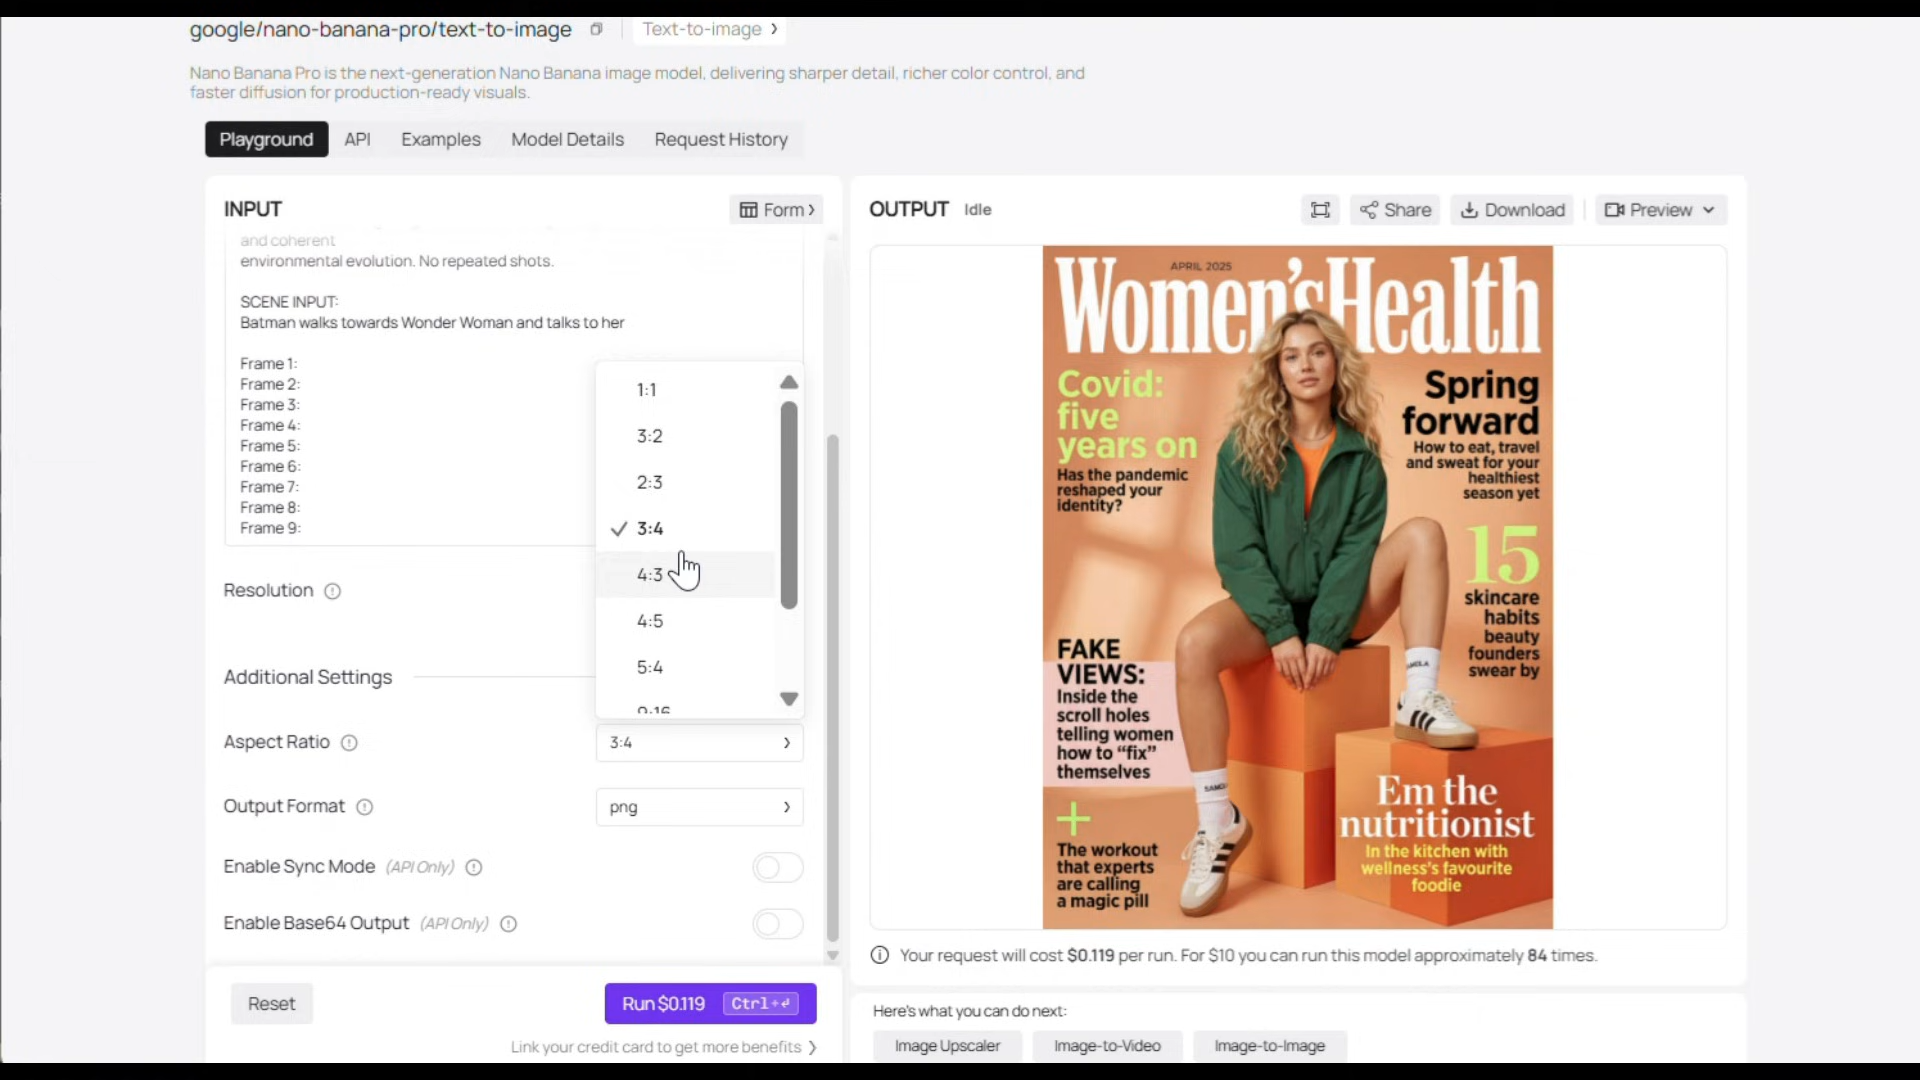 google/nano-banana-pro/text-to-image
Text-to-image
Nano Banana Pro is the next-generation Nano Banana image model, delivering sharper detail, richer color control, and
faster diffusion for production-ready visuals.
Playground
API
Examples
Model Details
Request History
INPUT
Form
and coherent
environmental evolution. No repeated shots.
SCENE INPUT:
Batman walks towards Wonder Woman and talks to her
Frame 1:
Frame 2:
Frame 3:
Frame 4:
Frame 5:
Frame 6:
Frame 7:
Frame 8:
Frame 9:
1:1
3:2
2:3
3:4
4:3
4:5
5:4
9:16
Resolution
Additional Settings
Aspect Ratio
3:4
Output Format
png
Enable Sync Mode (API Only)
Enable Base64 Output (API Only)
Reset
Run $0.119 Ctrl+↵
Link your credit card to get more benefits
OUTPUT Idle
Share
Download
Preview
APRIL 2025
Women'sHealth
Covid:
five
years on
Has the pandemic
reshaped your
identity?
Spring
forward
How to eat, travel
and sweat for your
healthiest
season yet
15
skincare
habits
beauty
founders
swear by
FAKE
VIEWS:
Inside the
scroll holes
telling women
how to “fix”
themselves
+
The workout
that experts
are calling
a magic pill
Em the
nutritionist
In the kitchen with
wellness's favourite
foodie
Your request will cost $0.119 per run. For $10 you can run this model approximately 84 times.
Here's what you can do next:
Image Upscaler
Image-to-Video
Image-to-Image